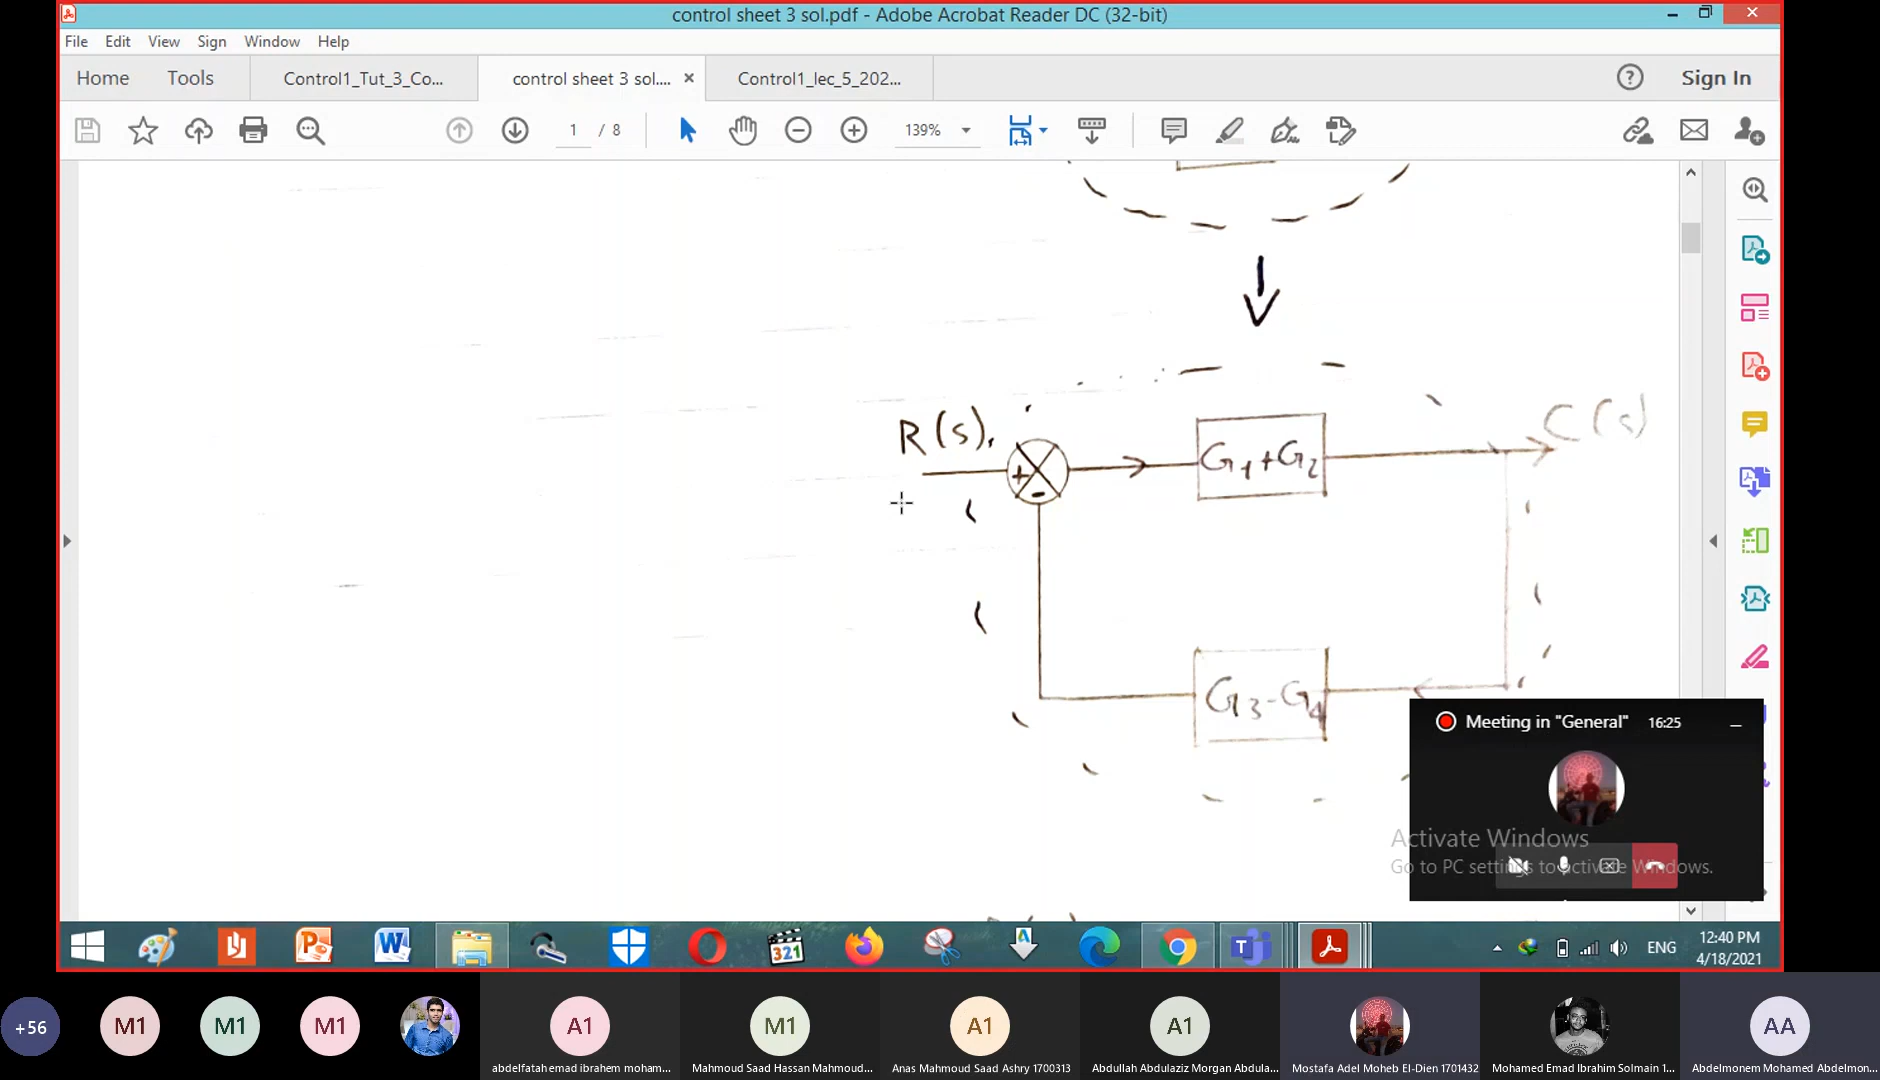 control sheet 3 sol.pdf - Adobe Acrobat Reader DC (32-bit)
File Edit View Sign Window Help
Home Tools Control1_Tut_3_Co... control sheet 3 sol.... × Control1_lec_5_202... Sign In
1 / 8 139%
R(s)
C(s)
+
-
G1+G2
G3-G4
Meeting in "General" 16:25
Activate Windows
Go to PC settings to activate Windows.
321
ENG
12:40 PM
4/18/2021
+56 M1 M1 M1 A1 M1 A1 A1 AA
abdelfatah emad ibrahem moham...
Mahmoud Saad Hassan Mahmoud...
Anas Mahmoud Saad Ashry 1700313
Abdullah Abdulaziz Morgan Abdula...
Mostafa Adel Moheb El-Dien 1701432
Mohamed Emad Ibrahim Solmain 1...
Abdelmonem Mohamed Abdelmon...